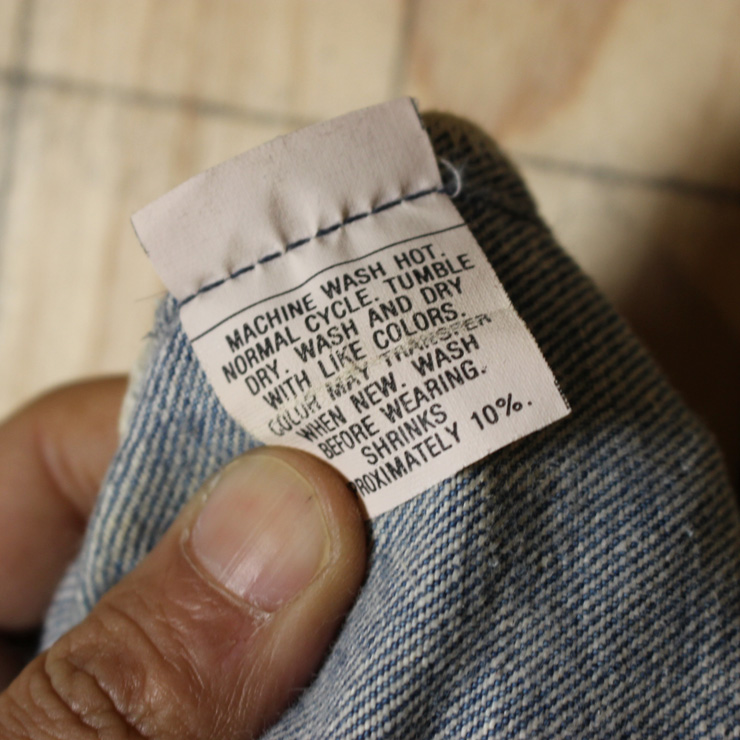 MACHINE WASH HOT.
NORMAL CYCLE. TUMBLE
DRY. WASH AND DRY
WITH LIKE COLORS.
COLOR MAY TRANSFER
WHEN NEW. WASH
BEFORE WEARING.
SHRINKS
PROXIMATELY 10%.